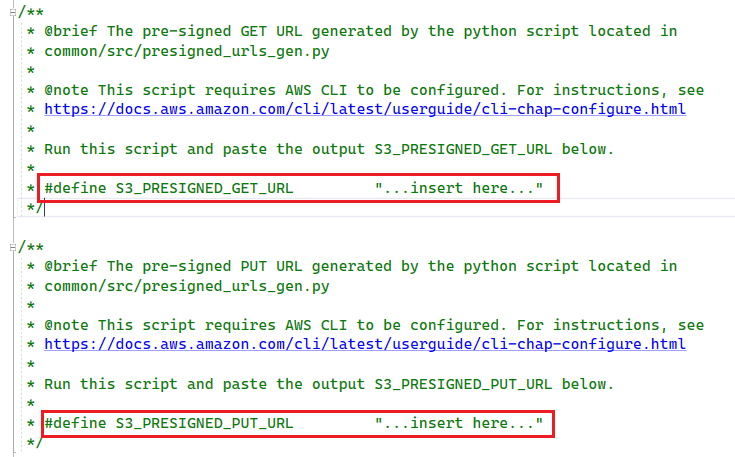 /**
* @brief The pre-signed GET URL generated by the python script located in
* common/src/presigned_urls_gen.py
*
* @note This script requires AWS CLI to be configured. For instructions, see
* https://docs.aws.amazon.com/cli/latest/userguide/cli-chap-configure.html
*
* Run this script and paste the output S3_PRESIGNED_GET_URL below.
*
* #define S3_PRESIGNED_GET_URL         "...insert here..."
*/
/**
* @brief The pre-signed PUT URL generated by the python script located in
* common/src/presigned_urls_gen.py
*
* @note This script requires AWS CLI to be configured. For instructions, see
* https://docs.aws.amazon.com/cli/latest/userguide/cli-chap-configure.html
*
* Run this script and paste the output S3_PRESIGNED_PUT_URL below.
*
* #define S3_PRESIGNED_PUT_URL         "...insert here..."
*/